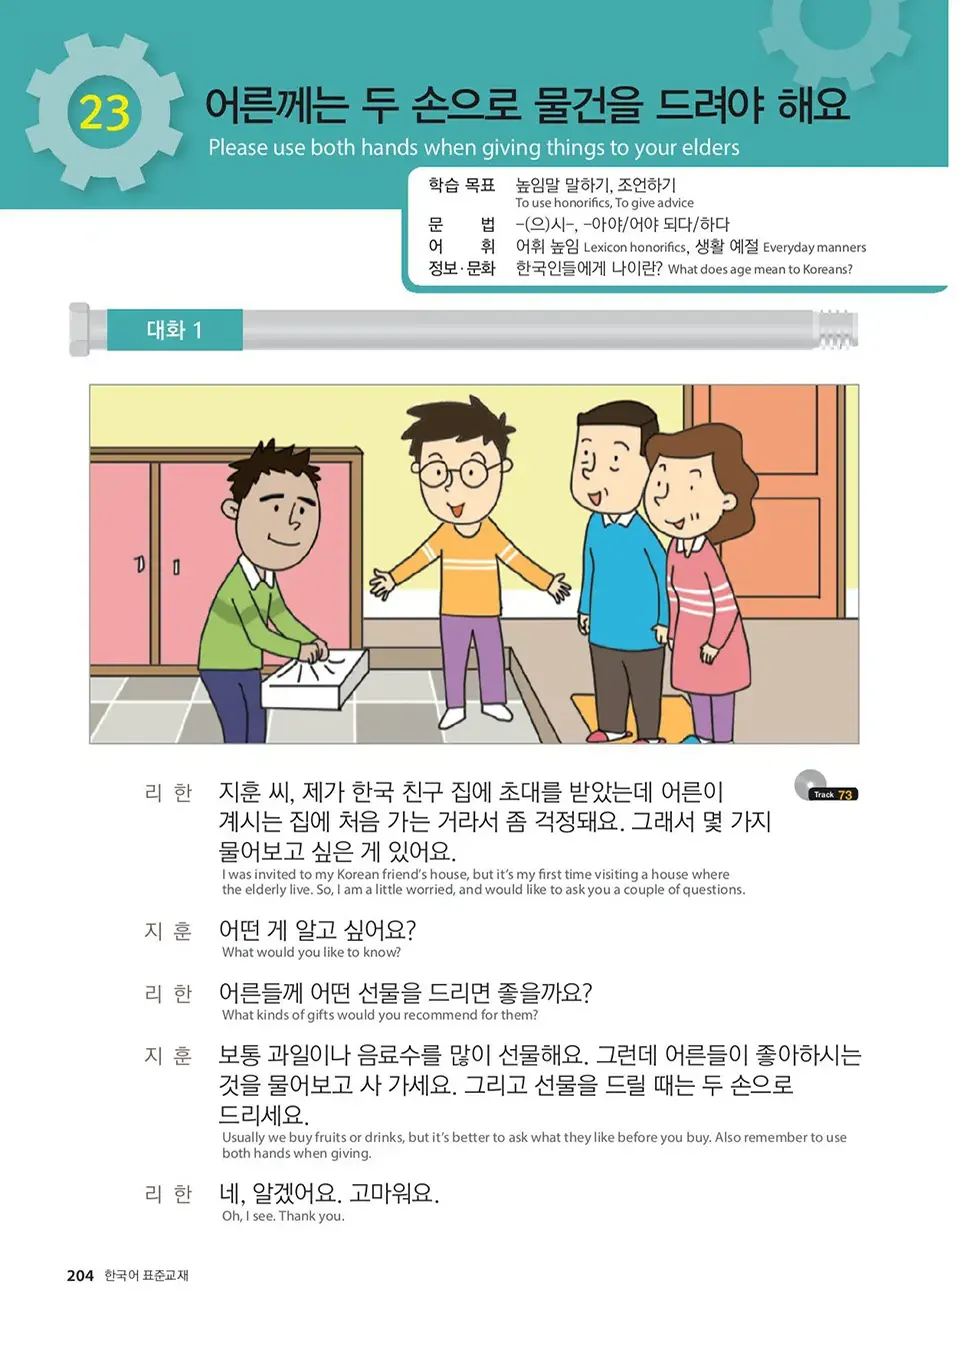 23
어른께는 두 손으로 물건을 드려야 해요
Please use both hands when giving things to your elders
학습 목표 높임말 말하기, 조언하기
To use honorifics, To give advice
문 법 –(으)시–, –아야/어야 되다/하다
어 휘 어휘 높임 Lexicon honorifics, 생활 예절 Everyday manners
정보·문화 한국인들에게 나이란? What does age mean to Koreans?
대화 1
Track 73
리 한 지훈 씨, 제가 한국 친구 집에 초대를 받았는데 어른이
계시는 집에 처음 가는 거라서 좀 걱정돼요. 그래서 몇 가지
물어보고 싶은 게 있어요.
I was invited to my Korean friend’s house, but it’s my first time visiting a house where
the elderly live. So, I am a little worried, and would like to ask you a couple of questions.
지 훈 어떤 게 알고 싶어요?
What would you like to know?
리 한 어른들께 어떤 선물을 드리면 좋을까요?
What kinds of gifts would you recommend for them?
지 훈 보통 과일이나 음료수를 많이 선물해요. 그런데 어른들이 좋아하시는
것을 물어보고 사 가세요. 그리고 선물을 드릴 때는 두 손으로
드리세요.
Usually we buy fruits or drinks, but it’s better to ask what they like before you buy. Also remember to use
both hands when giving.
리 한 네, 알겠어요. 고마워요.
Oh, I see. Thank you.
204 한국어 표준교재